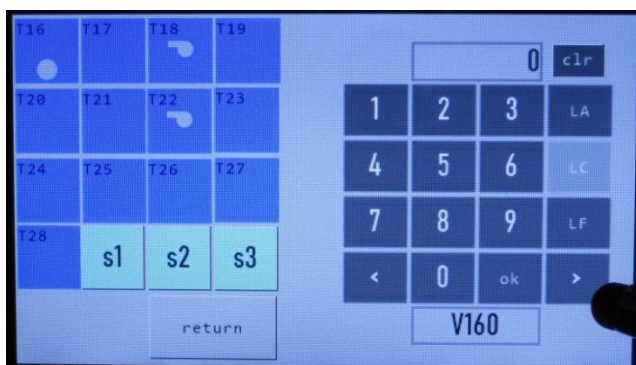 T16 T17 T18 T19
0 clr
T20 T21 T22 T23
1 2 3 LA
T24 T25 T26 T27
4 5 6 LC
7 8 9 LF
T28 s1 s2 s3
< 0 ok >
return
V160